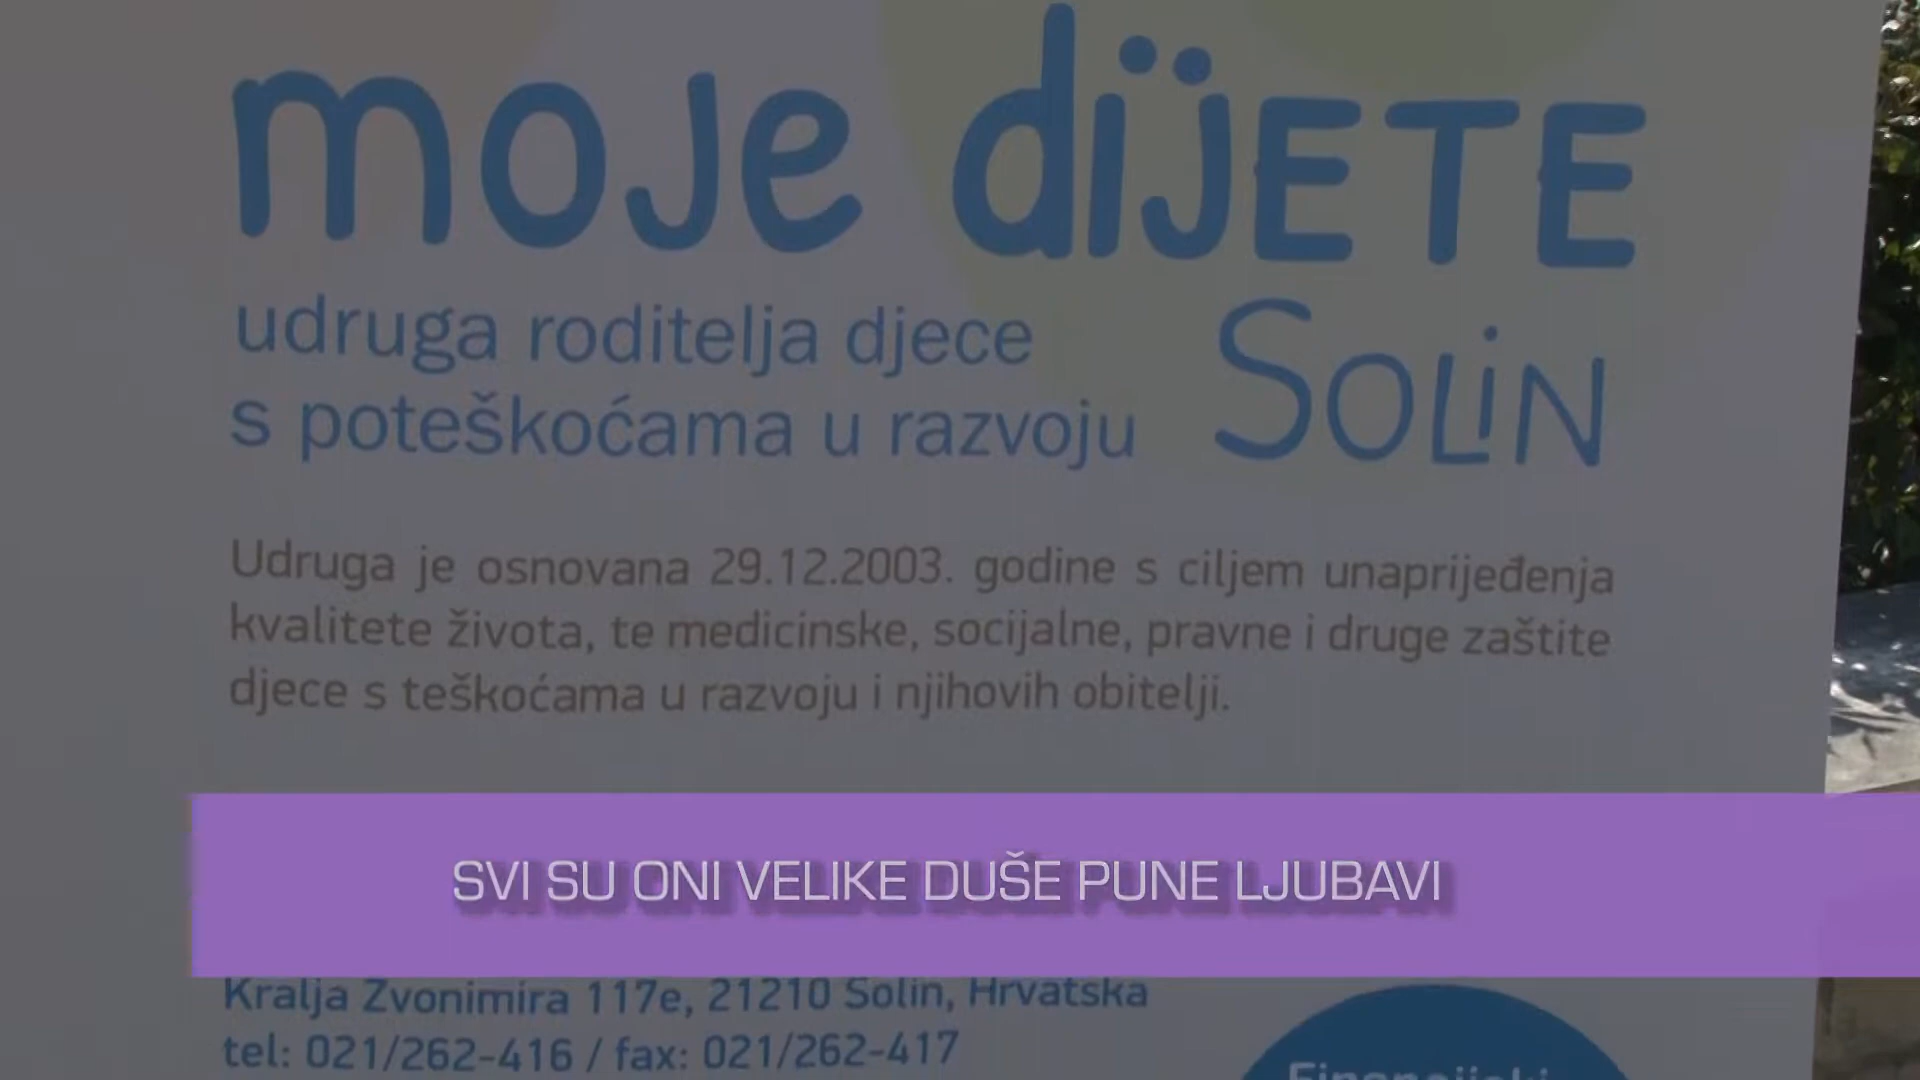 moje dijETE
udruga roditelja djece
s poteškoćama u razvoju
SOLiN
Udruga je osnovana 29.12.2003. godine s ciljem unaprijeđenja
kvalitete života, te medicinske, socijalne, pravne i druge zaštite
djece s teškoćama u razvoju i njihovih obitelji.
SVI SU ONI VELIKE DUŠE PUNE LJUBAVI
Kralja Zvonimira 117e, 21210 Solin, Hrvatska
tel: 021/262-416 / fax: 021/262-417
Financijski